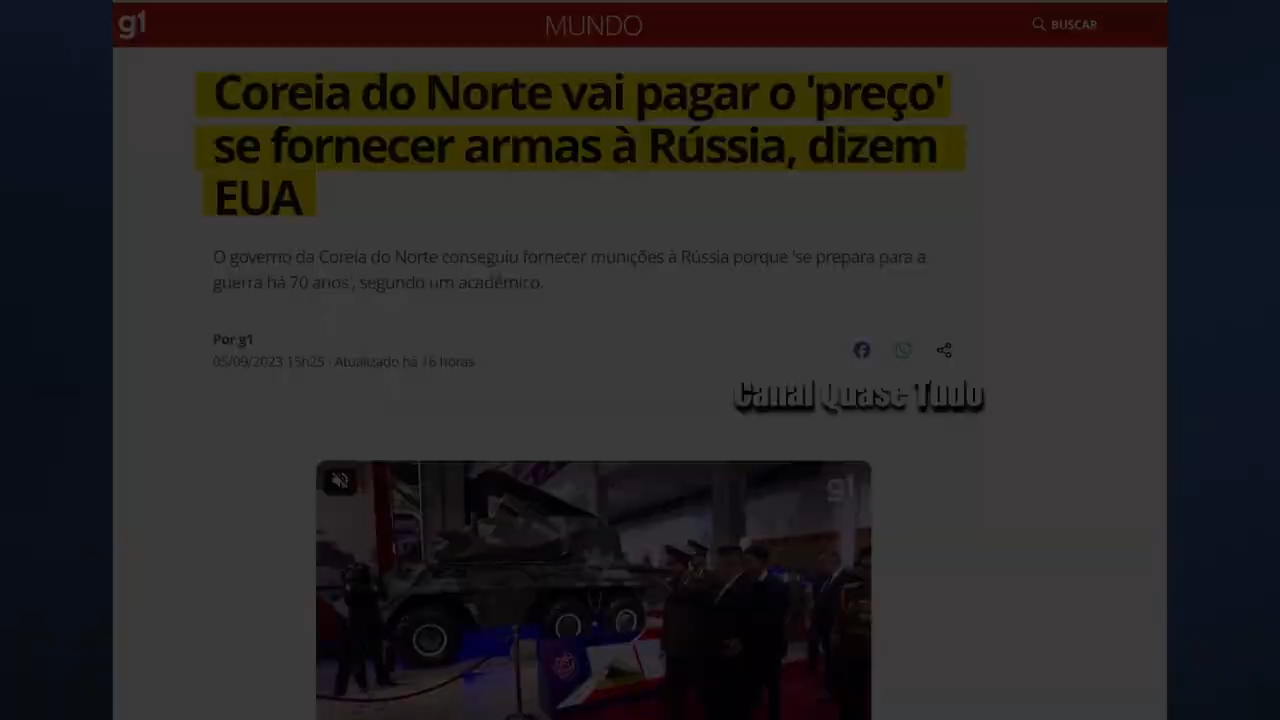 g1
MUNDO
BUSCAR
Coreia do Norte vai pagar o 'preço'
se fornecer armas à Rússia, dizem
EUA
O governo da Coreia do Norte conseguiu fornecer munições à Rússia porque 'se prepara para a
guerra há 70 anos', segundo um acadêmico.
Por g1
05/09/2023 15h25 · Atualizado há 16 horas
Canal Quase Tudo
g1